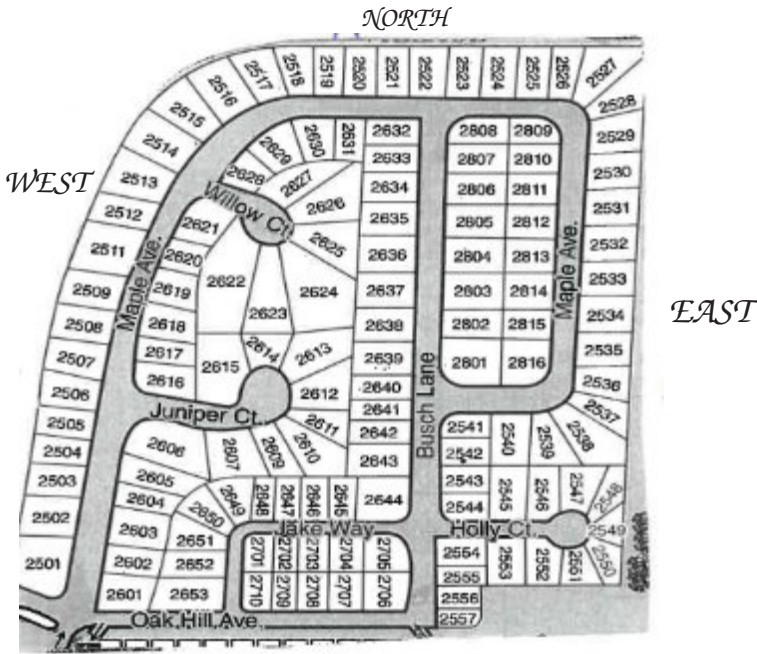 NORTH
2517 2518 2519 2520 2521 2522 2523 2524 2525 2526 2527
2516
2515
2528
2514
2629 2630 2631 2632 2808 2809 2529
2513
2628 2627 2633 2807 2810 2530
WEST
Willow Ct.
2512
2626 2634 2806 2811 2531
2621
2625 2635 2805 2812 2532
2511
2620
2636 2804 2813 2533
Maple Ave.
Maple Ave.
2509 2619 2622 2624 2637 2803 2814
EAST
2508 2618 2623 2638 2802 2815 2534
2507 2617 2615 2614 2613 2639 2801 2816 2535
2506 2616 2612 2640 2536
Busch Lane
Juniper Ct.
2505 2611 2641 2537
2504 2606 2607 2609 2610 2642 2541 2540 2539 2538
2542
2503 2605 2643 2543
2604 2649 2648 2647 2646 2645 2644 2544 2545 2546 2547 2548
2502 2603 2650
Jake Way Holly Ct. 2549
2651
2501 2602 2652 2701 2702 2703 2704 2705 2554 2553 2552 2551 2550
2601 2653 2710 2709 2708 2707 2706 2555
2556
Oak Hill Ave. 2557